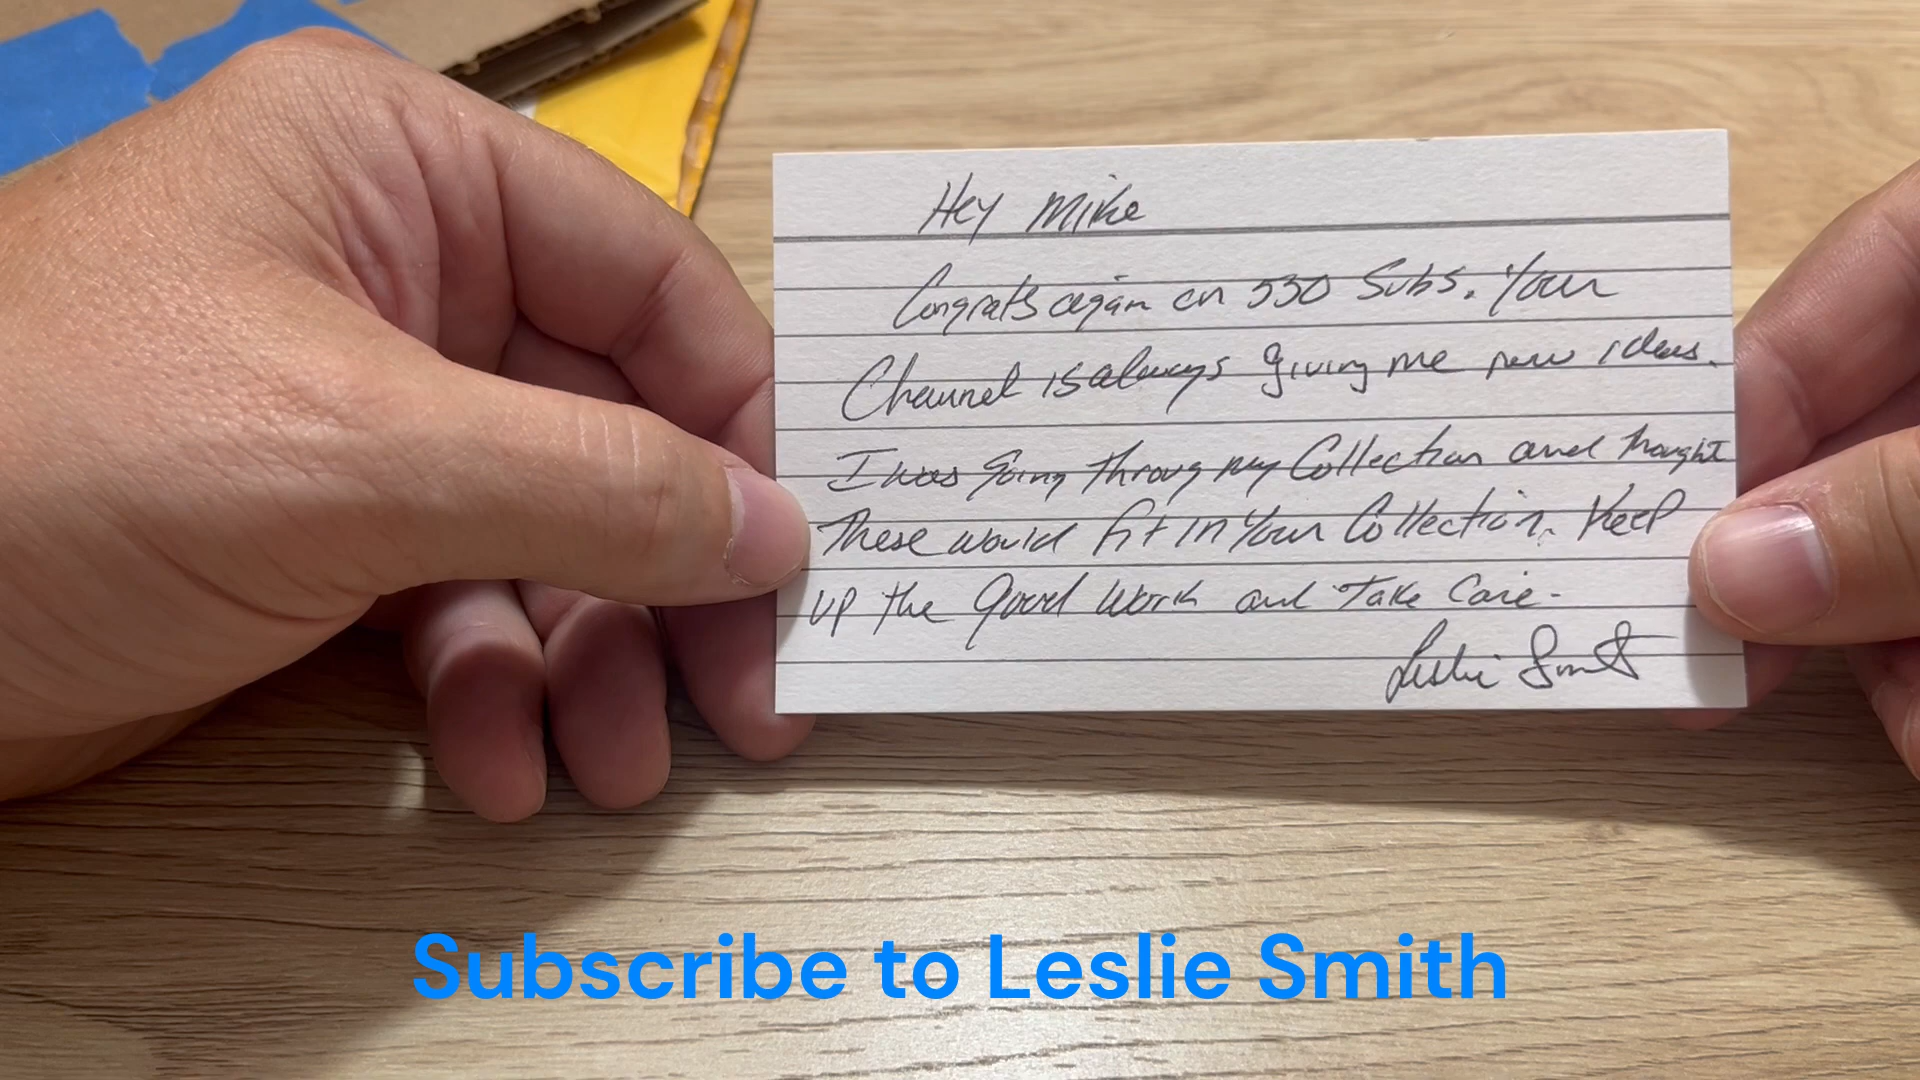 Hey Mike
Congrats again on 530 Subs. Your
Channel is always giving me new ideas.
I was going throug my Collection and thought
These would fit in Your Collection. Keep
up the good work and Take Care.
Leslie Smith
Subscribe to Leslie Smith